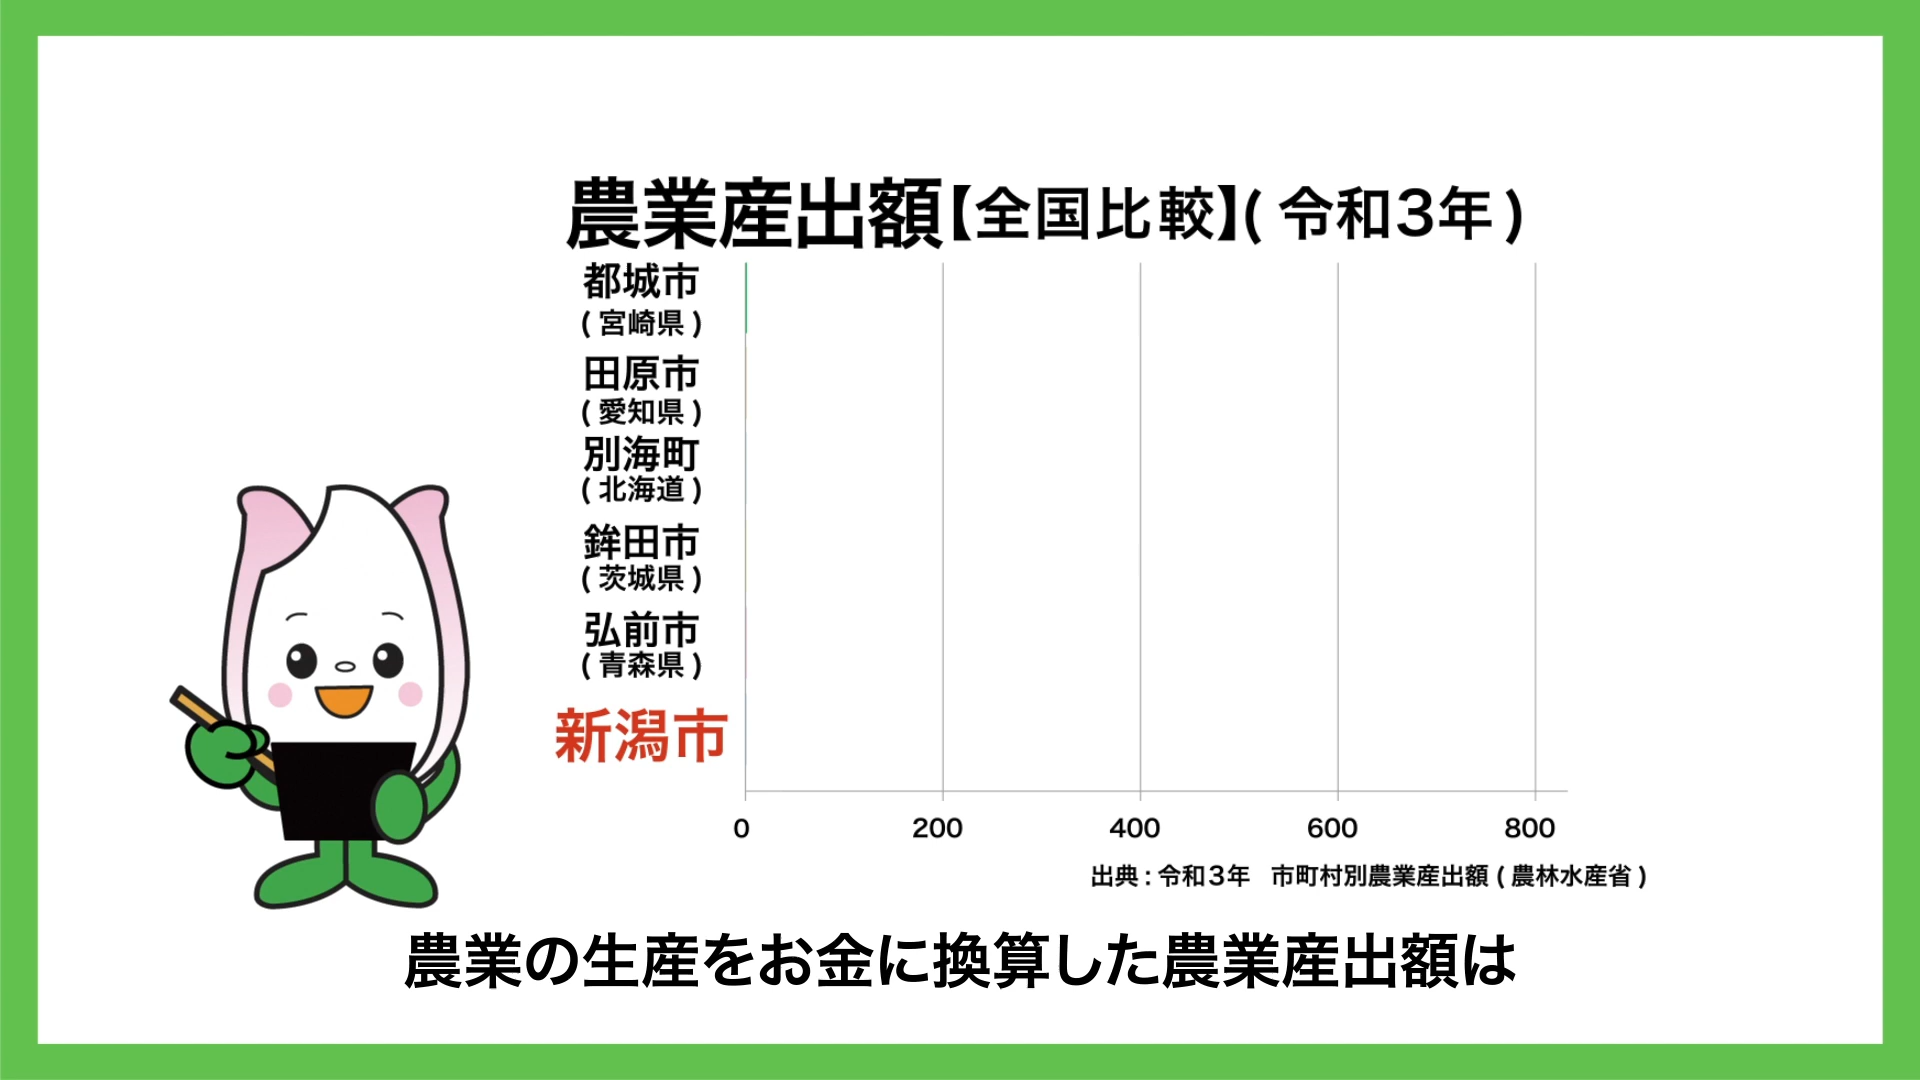 農業産出額【全国比較】(令和3年)
都城市
(宮崎県)
田原市
(愛知県)
別海町
(北海道)
鉾田市
(茨城県)
弘前市
(青森県)
新潟市
0 200 400 600 800
出典:令和3年 市町村別農業産出額(農林水産省)
農業の生産をお金に換算した農業産出額は